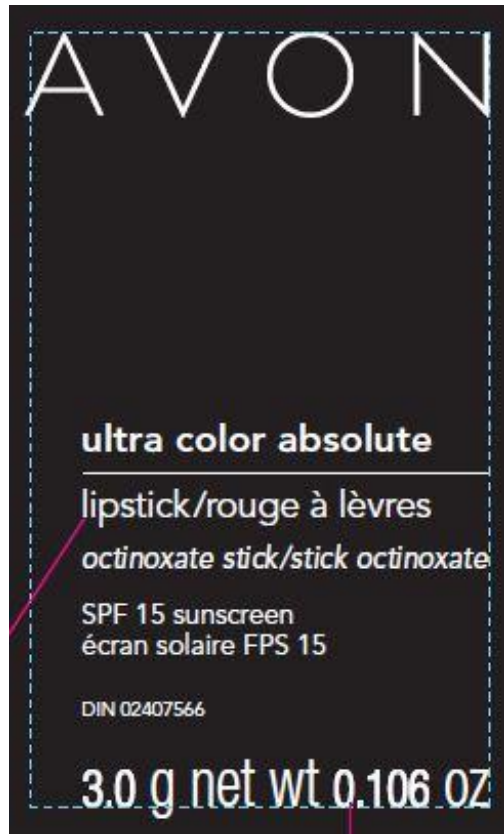 AVON
ultra color absolute
lipstick/rouge à lèvres
octinoxate stick/stick octinoxate
SPF 15 sunscreen
écran solaire FPS 15
DIN 02407566
3.0 g net wt 0.106 oz